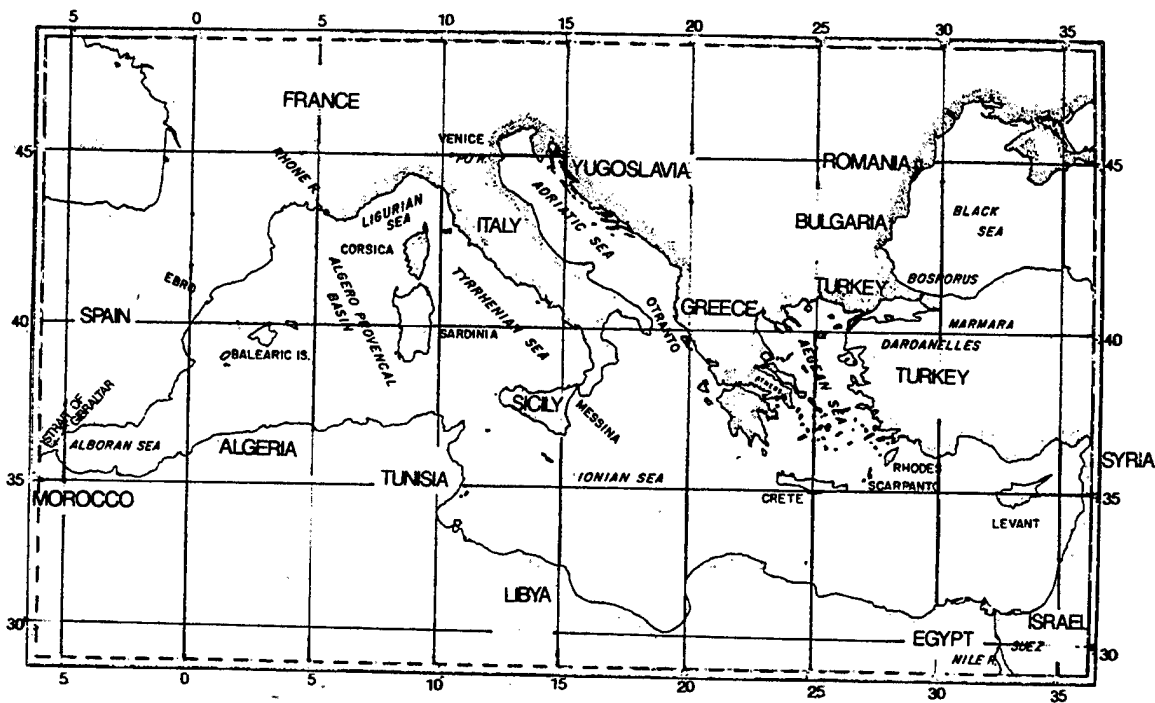 5 0 5 10 15 20 25 30 35
FRANCE
VENICE
PO R.
45
RHONE R.
YUGOSLAVIA
ROMANIA
45
LIGURIAN
SEA
ADRIATIC SEA
ITALY
BULGARIA
BLACK
SEA
CORSICA
EBRO
ALGERO PROVENCAL
BASIN
TYRRHENIAN SEA
BOSPORUS
TURKEY
OTRANTO
GREECE
40
SPAIN
SARDINIA
MARMARA
40
DARDANELLES
BALEARIC IS.
AEGEAN SEA
TURKEY
STRAIT OF
GIBRALTAR
SICILY
MESSINA
ALBORAN SEA
ALGERIA
SYRIA
35
TUNISIA
IONIAN SEA
RHODES
SCARPANTO
35
MOROCCO
CRETE
LEVANT
LIBYA
30
ISRAEL
EGYPT
SUEZ
NILE R.
30
5 0 5 10 15 20 25 30 35